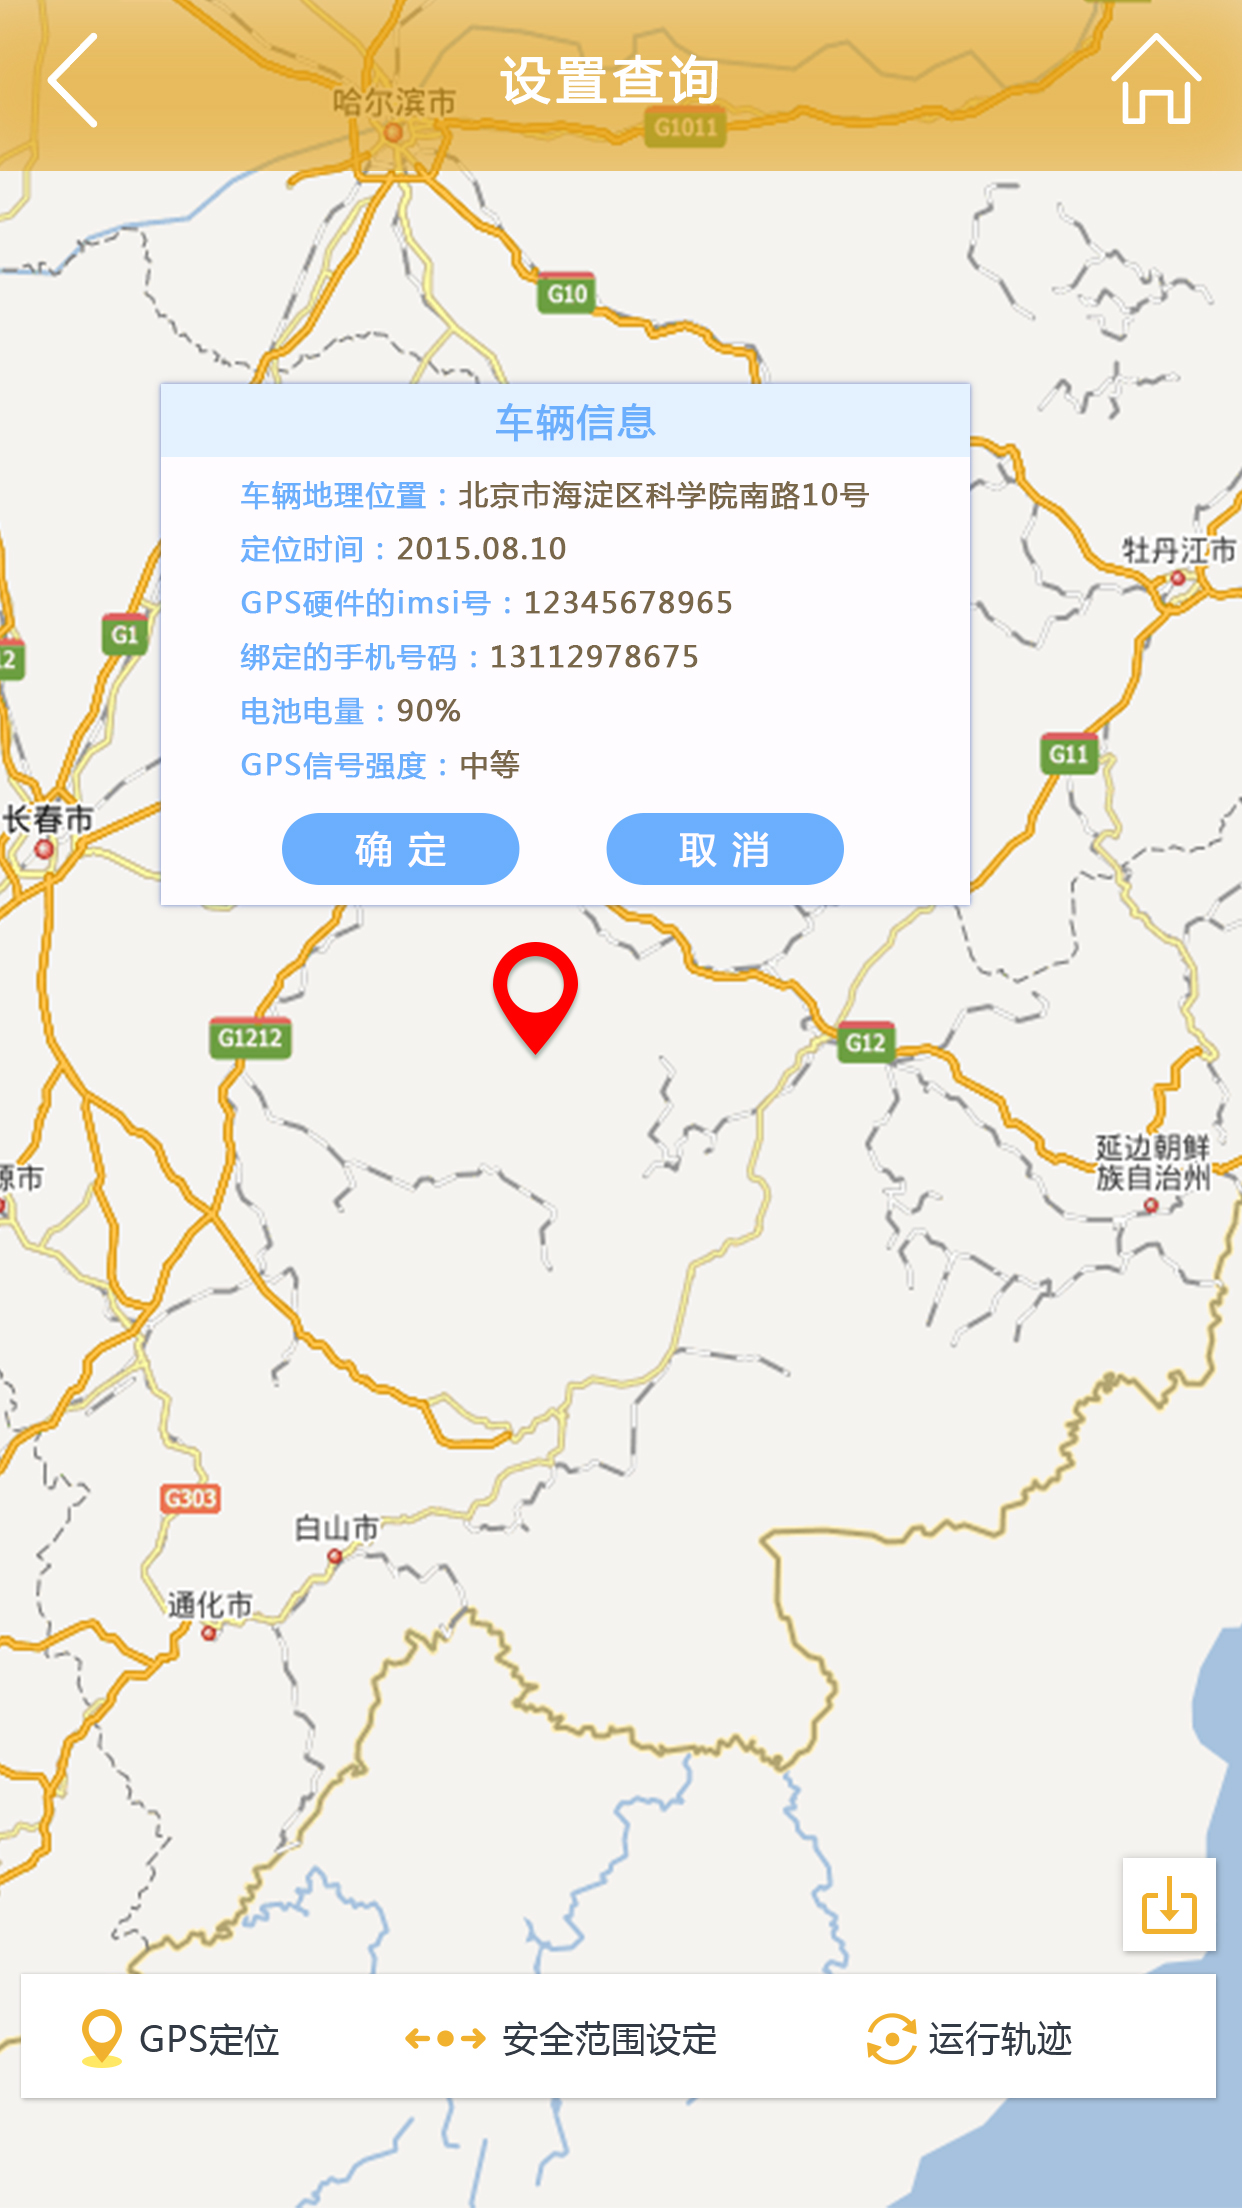 设置查询
哈尔滨市
G1011
G10
车辆信息
车辆地理位置：北京市海淀区科学院南路10号
定位时间：2015.08.10
GPS硬件的imsi号：12345678965
绑定的手机号码：13112978675
电池电量：90%
GPS信号强度：中等
确 定
取 消
牡丹江市
G1
12
G11
长春市
G1212
G12
延边朝鲜
族自治州
源市
G303
白山市
通化市
GPS定位
安全范围设定
运行轨迹